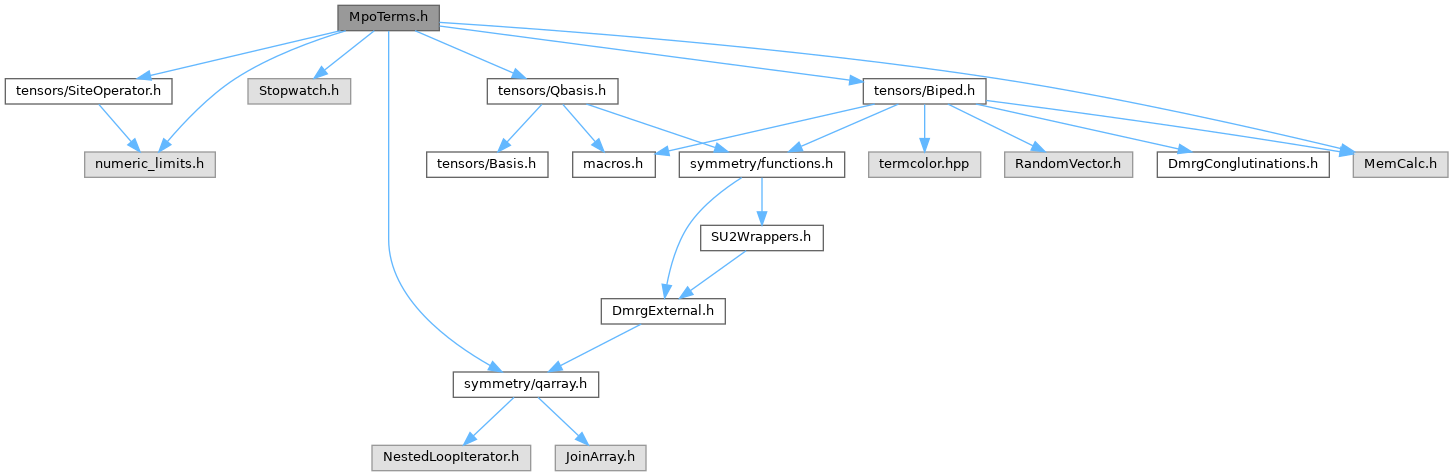 MpoTerms.h
tensors/SiteOperator.h
Stopwatch.h
tensors/Qbasis.h
tensors/Biped.h
numeric_limits.h
tensors/Basis.h
macros.h
symmetry/functions.h
termcolor.hpp
RandomVector.h
DmrgConglutinations.h
MemCalc.h
SU2Wrappers.h
DmrgExternal.h
symmetry/qarray.h
NestedLoopIterator.h
JoinArray.h